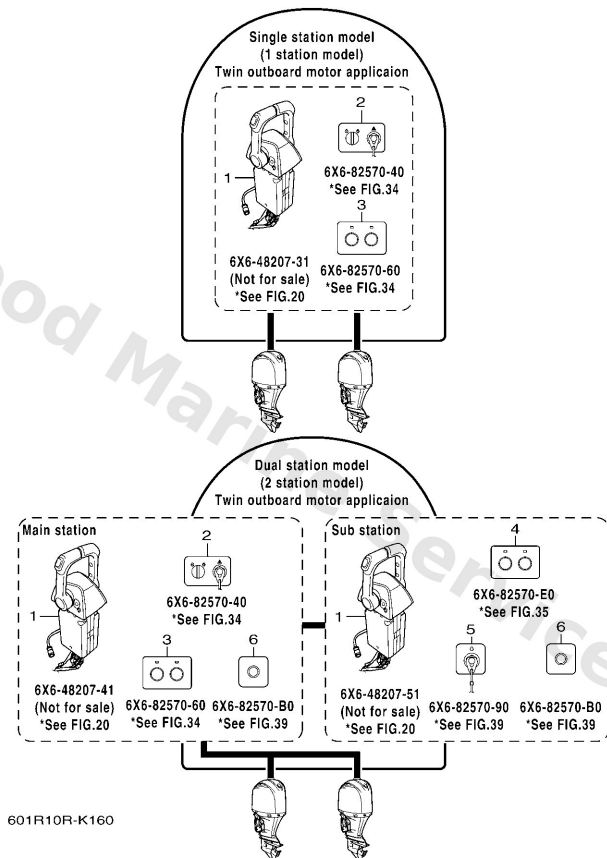 Single station model
(1 station model)
Twin outboard motor applicaion
1
2
6X6-82570-40
*See FIG.34
3
6X6-48207-31
(Not for sale)
*See FIG.20
6X6-82570-60
*See FIG.34
Dual station model
(2 station model)
Twin outboard motor applicaion
Main station
2
6X6-82570-40
*See FIG.34
1
3
6
6X6-48207-41
(Not for sale)
*See FIG.20
6X6-82570-60
*See FIG.34
6X6-82570-B0
*See FIG.39
Sub station
4
6X6-82570-E0
*See FIG.35
1
5
6
6X6-48207-51
(Not for sale)
*See FIG.20
6X6-82570-90
*See FIG.39
6X6-82570-B0
*See FIG.39
601R10R-K160
ood Marine Service